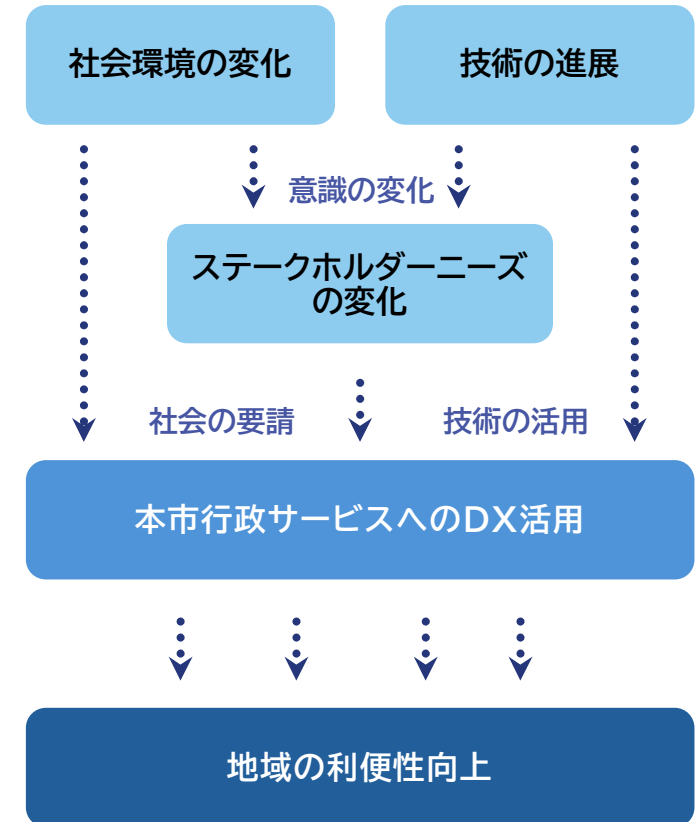 社会環境の変化
技術の進展
意識の変化
ステークホルダーニーズ
の変化
社会の要請
技術の活用
本市行政サービスへのDX活用
地域の利便性向上